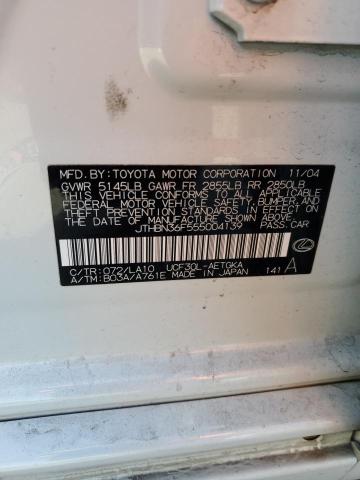 MFD. BY: TOYOTA MOTOR CORPORATION 11/04
GVWR 5145LB GAWR FR 2855LB RR 2850LB
THIS VEHICLE CONFORMS TO ALL APPLICABLE
FEDERAL MOTOR VEHICLE SAFETY, BUMPER, AND
THEFT PREVENTION STANDARDS IN EFFECT ON
THE DATE OF MANUFACTURE SHOWN ABOVE.
JTHBN36F555004139 PASS. CAR
C/TR: 072/LA10 UCF30L-AETGKA
A/TM: B03A/A761E MADE IN JAPAN 141 A